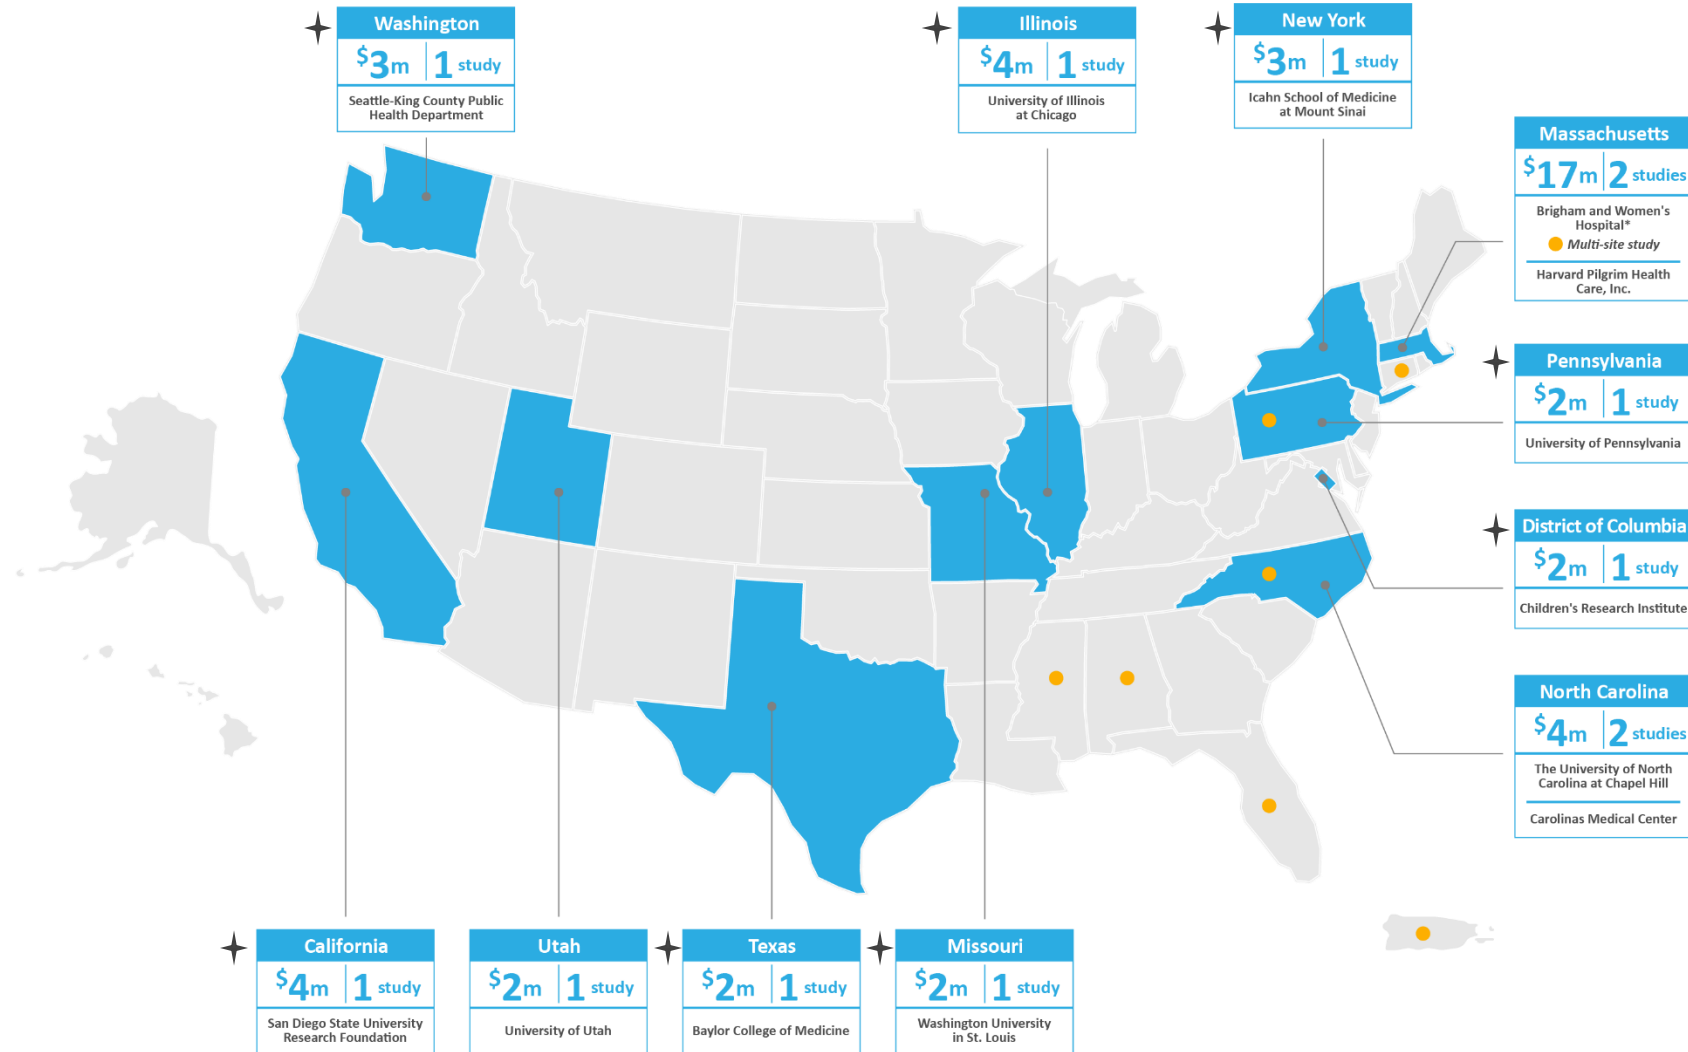 Washington
$3m | 1 study
Seattle-King County Public
Health Department
Illinois
$4m | 1 study
University of Illinois
at Chicago
New York
$3m | 1 study
Icahn School of Medicine
at Mount Sinai
Massachusetts
$17m | 2 studies
Brigham and Women's
Hospital*
Multi-site study
Harvard Pilgrim Health
Care, Inc.
Pennsylvania
$2m | 1 study
University of Pennsylvania
District of Columbia
$2m | 1 study
Children's Research Institute
North Carolina
$4m | 2 studies
The University of North
Carolina at Chapel Hill
Carolinas Medical Center
California
$4m | 1 study
San Diego State University
Research Foundation
Utah
$2m | 1 study
University of Utah
Texas
$2m | 1 study
Baylor College of Medicine
Missouri
$2m | 1 study
Washington University
in St. Louis